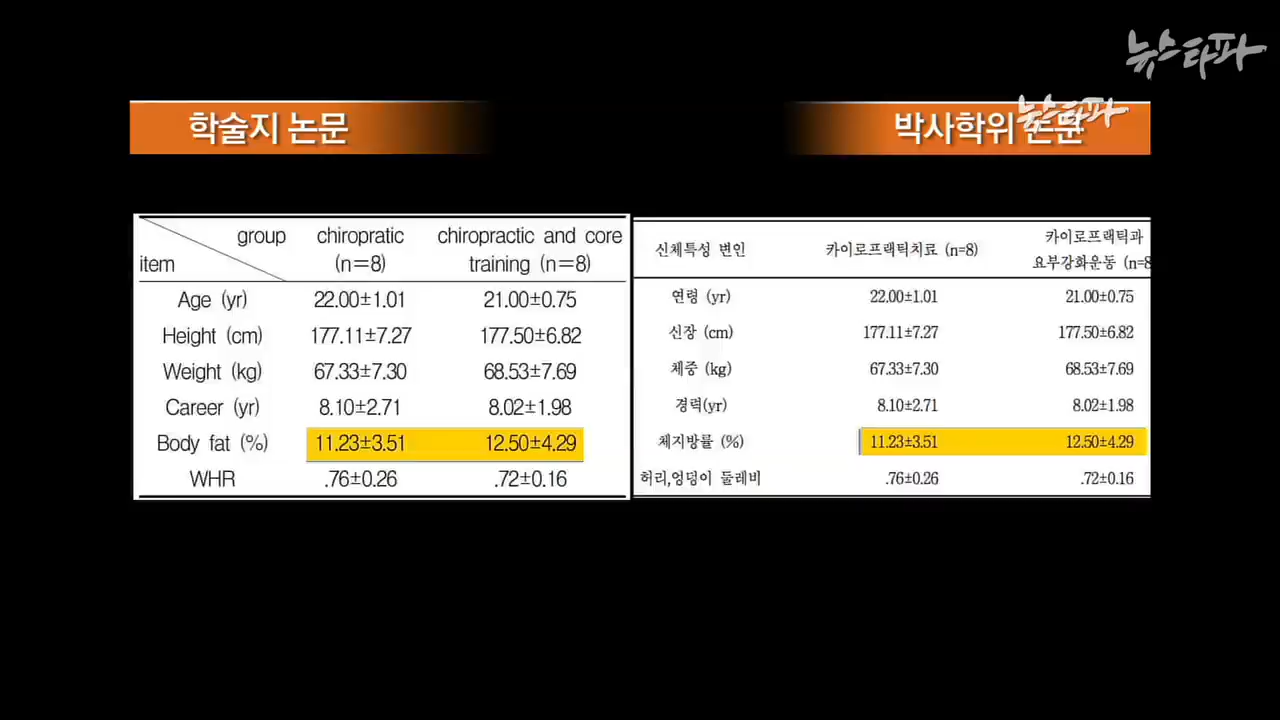 뉴스타파
학술지 논문
박사학위 논문
뉴스타파
group chiropratic chiropractic and core
item (n=8) training (n=8)
Age (yr) 22.00±1.01 21.00±0.75
Height (cm) 177.11±7.27 177.50±6.82
Weight (kg) 67.33±7.30 68.53±7.69
Career (yr) 8.10±2.71 8.02±1.98
Body fat (%) 11.23±3.51 12.50±4.29
WHR .76±0.26 .72±0.16
신체특성 변인 카이로프랙틱치료 (n=8) 카이로프랙틱과
요부강화운동 (n=8
연령 (yr) 22.00±1.01 21.00±0.75
신장 (cm) 177.11±7.27 177.50±6.82
체중 (kg) 67.33±7.30 68.53±7.69
경력(yr) 8.10±2.71 8.02±1.98
체지방률 (%) 11.23±3.51 12.50±4.29
허리,엉덩이 둘레비 .76±0.26 .72±0.16